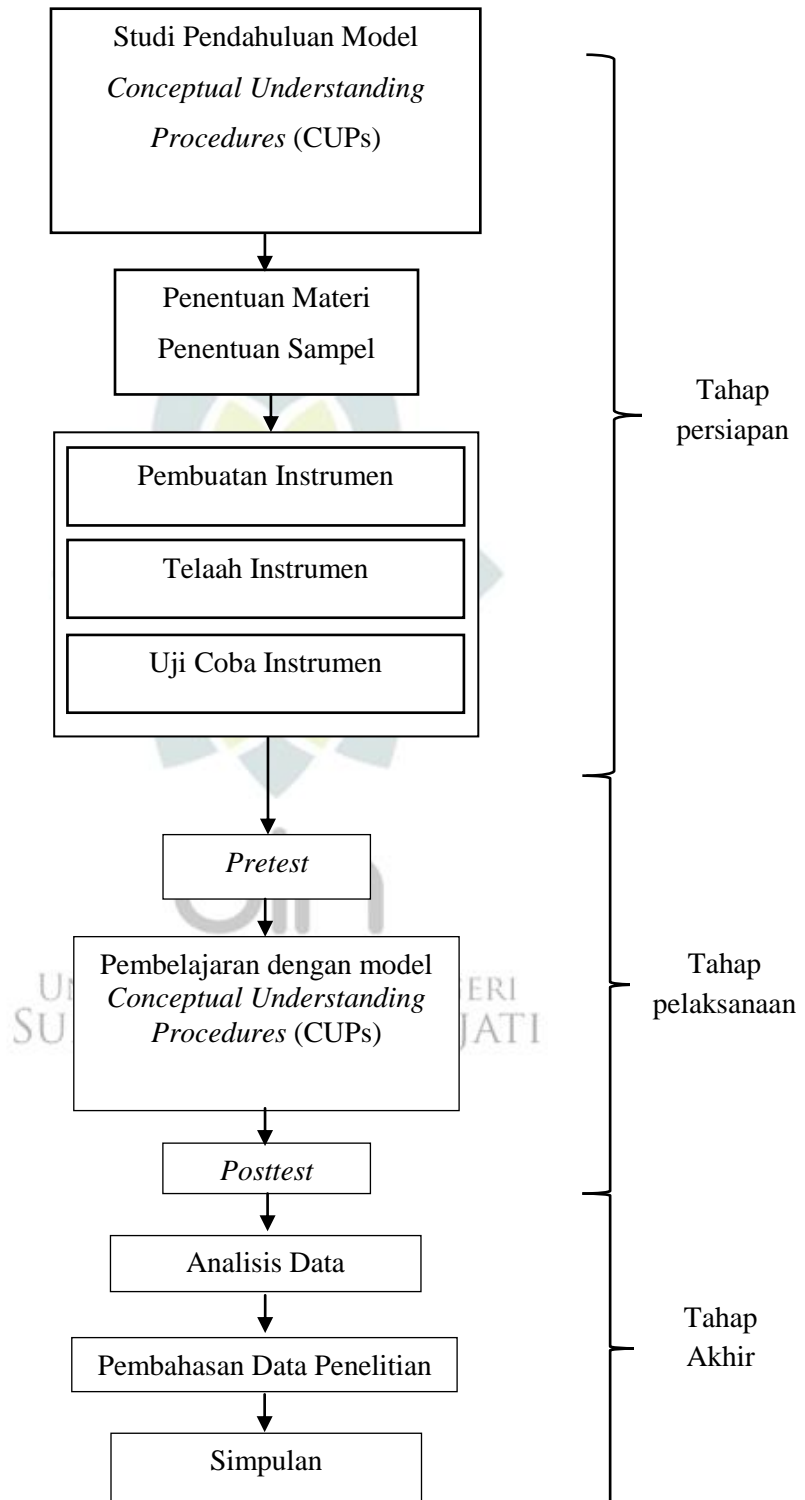 Studi Pendahuluan Model
Conceptual Understanding
Procedures (CUPs)
Penentuan Materi
Penentuan Sampel
Tahap
persiapan
Pembuatan Instrumen
Telaah Instrumen
Uji Coba Instrumen
Pretest
Pembelajaran dengan model
Conceptual Understanding
Procedures (CUPs)
Tahap
pelaksanaan
Posttest
Analisis Data
Pembahasan Data Penelitian
Simpulan
Tahap
Akhir